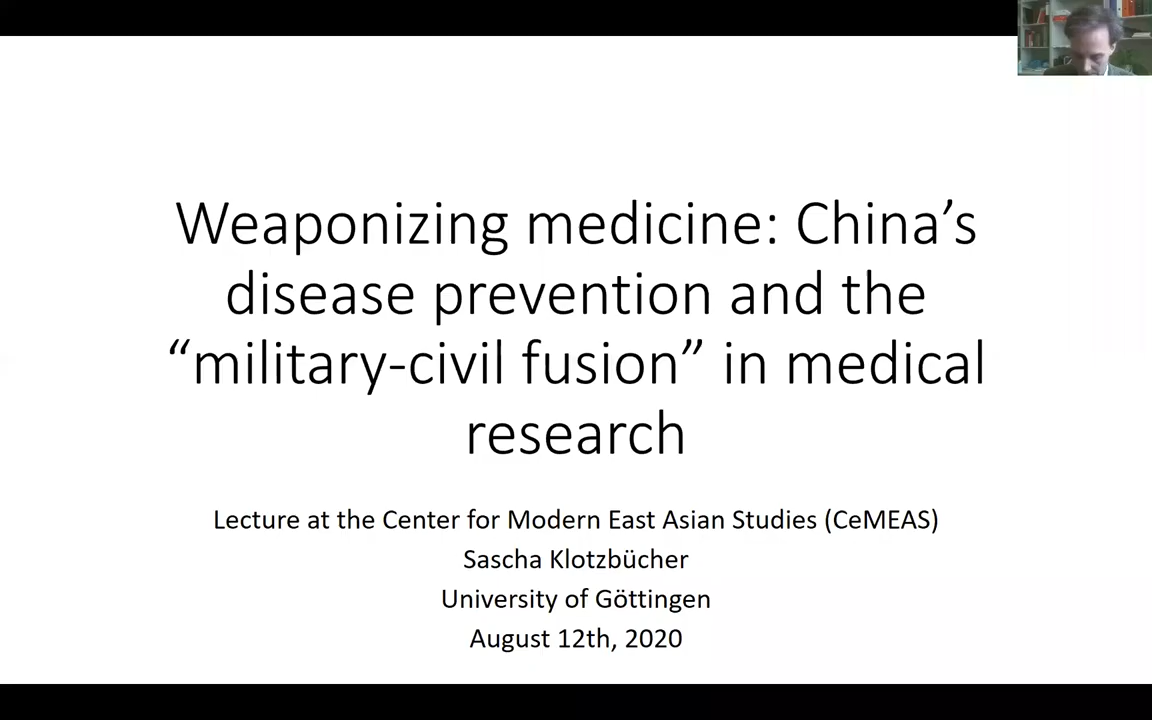 Weaponizing medicine: China’s
disease prevention and the
“military-civil fusion” in medical
research
Lecture at the Center for Modern East Asian Studies (CeMEAS)
Sascha Klotzbücher
University of Göttingen
August 12th, 2020